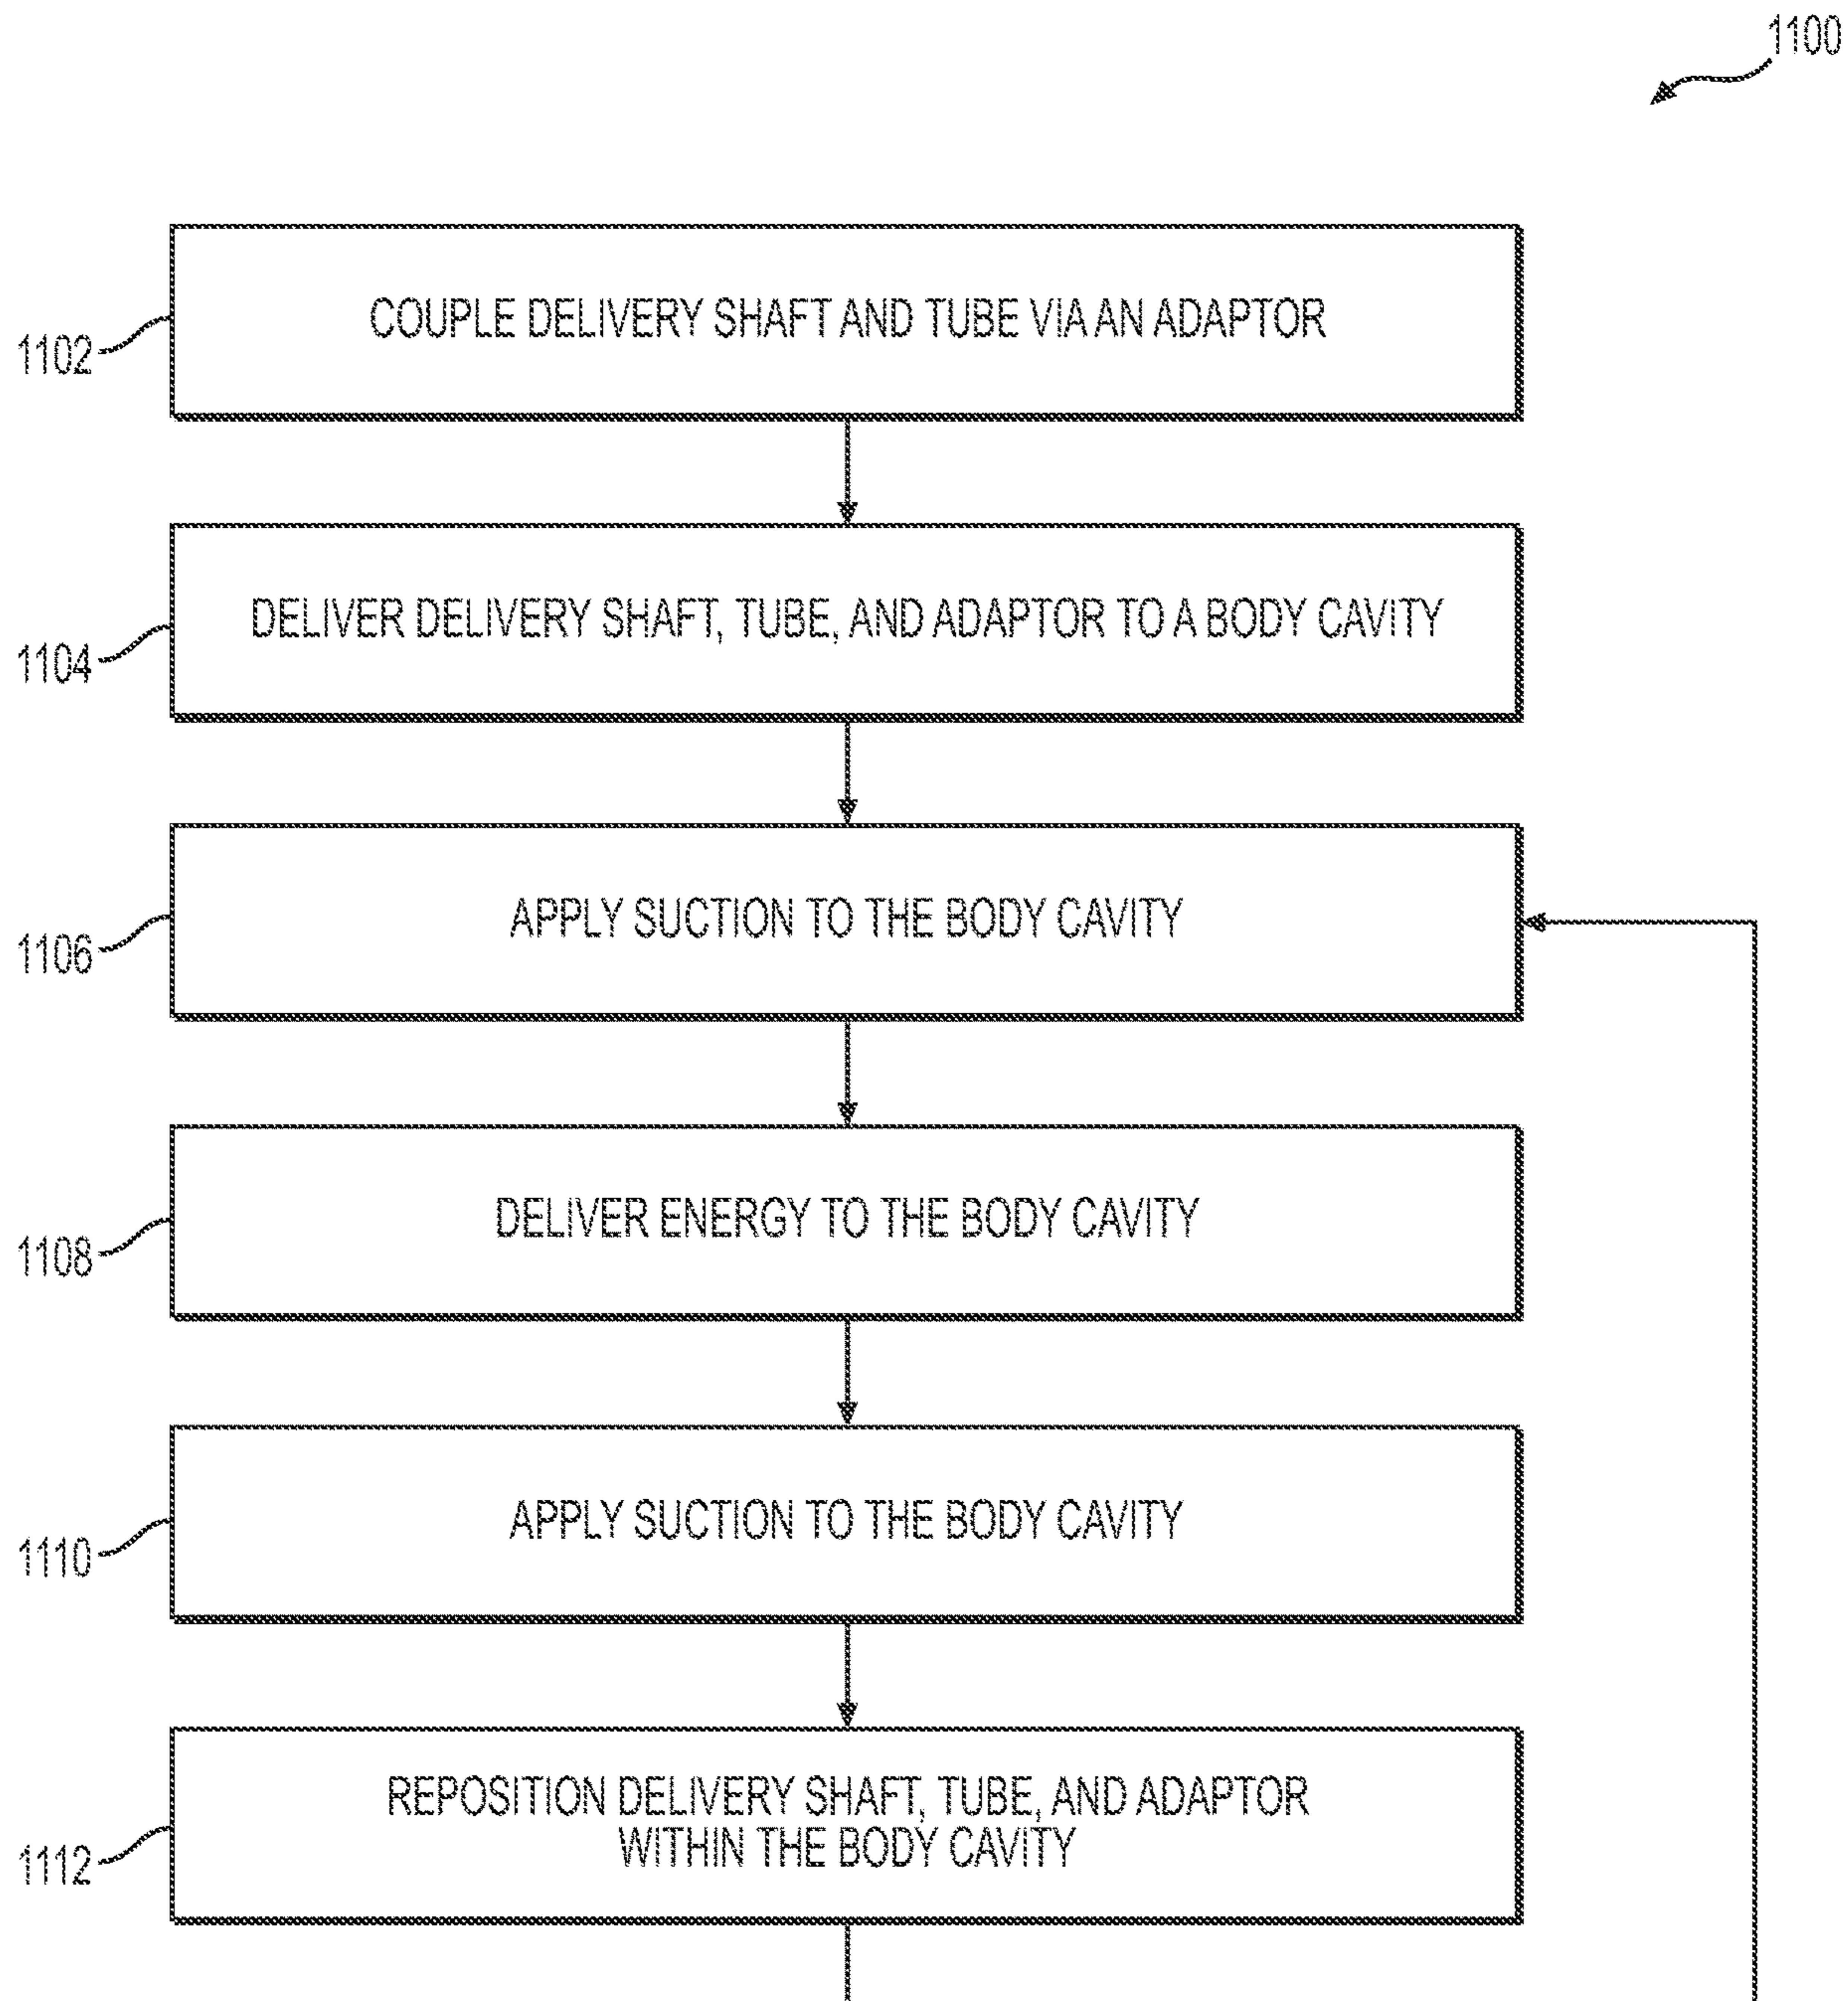 1100
COUPLE DELIVERY SHAFT AND TUBE VIA AN ADAPTOR
1102
DELIVER DELIVERY SHAFT, TUBE, AND ADAPTOR TO A BODY CAVITY
1104
APPLY SUCTION TO THE BODY CAVITY
1106
DELIVER ENERGY TO THE BODY CAVITY
1108
APPLY SUCTION TO THE BODY CAVITY
1110
REPOSITION DELIVERY SHAFT, TUBE, AND ADAPTOR
WITHIN THE BODY CAVITY
1112